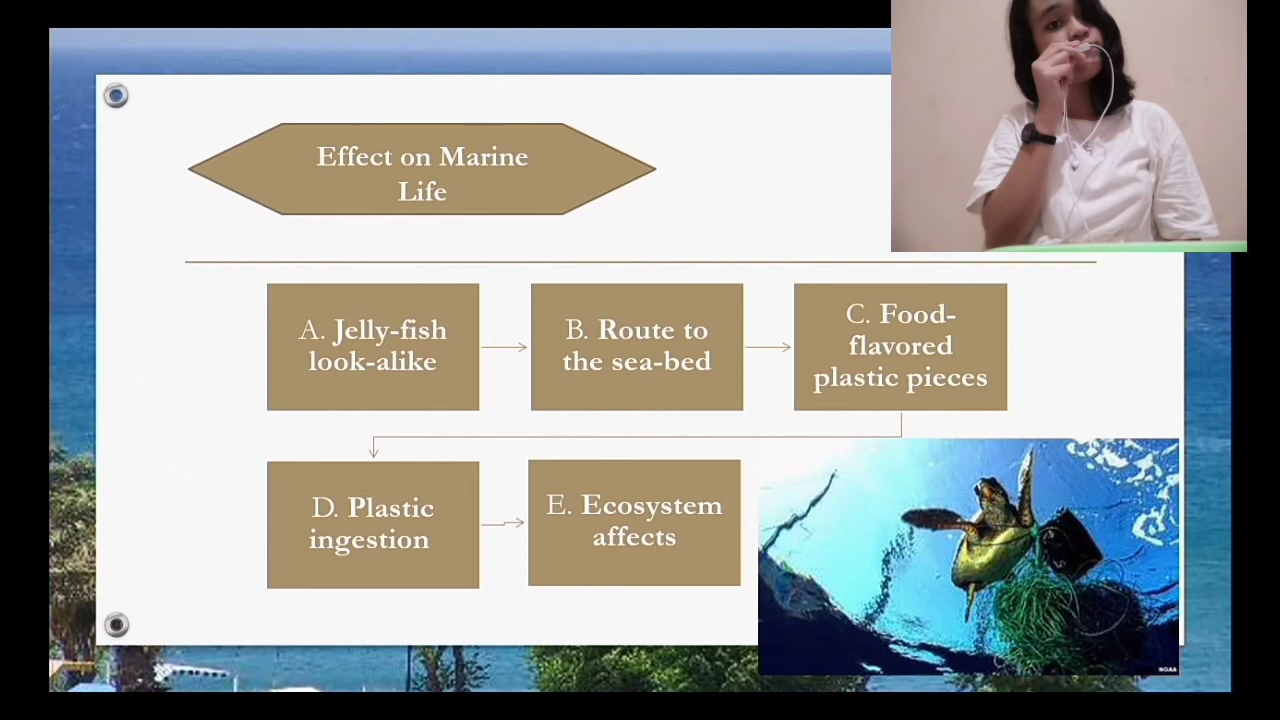 Effect on Marine
Life
A. Jelly-fish
look-alike
B. Route to
the sea-bed
C. Food-
flavored
plastic pieces
D. Plastic
ingestion
E. Ecosystem
affects
NOAA